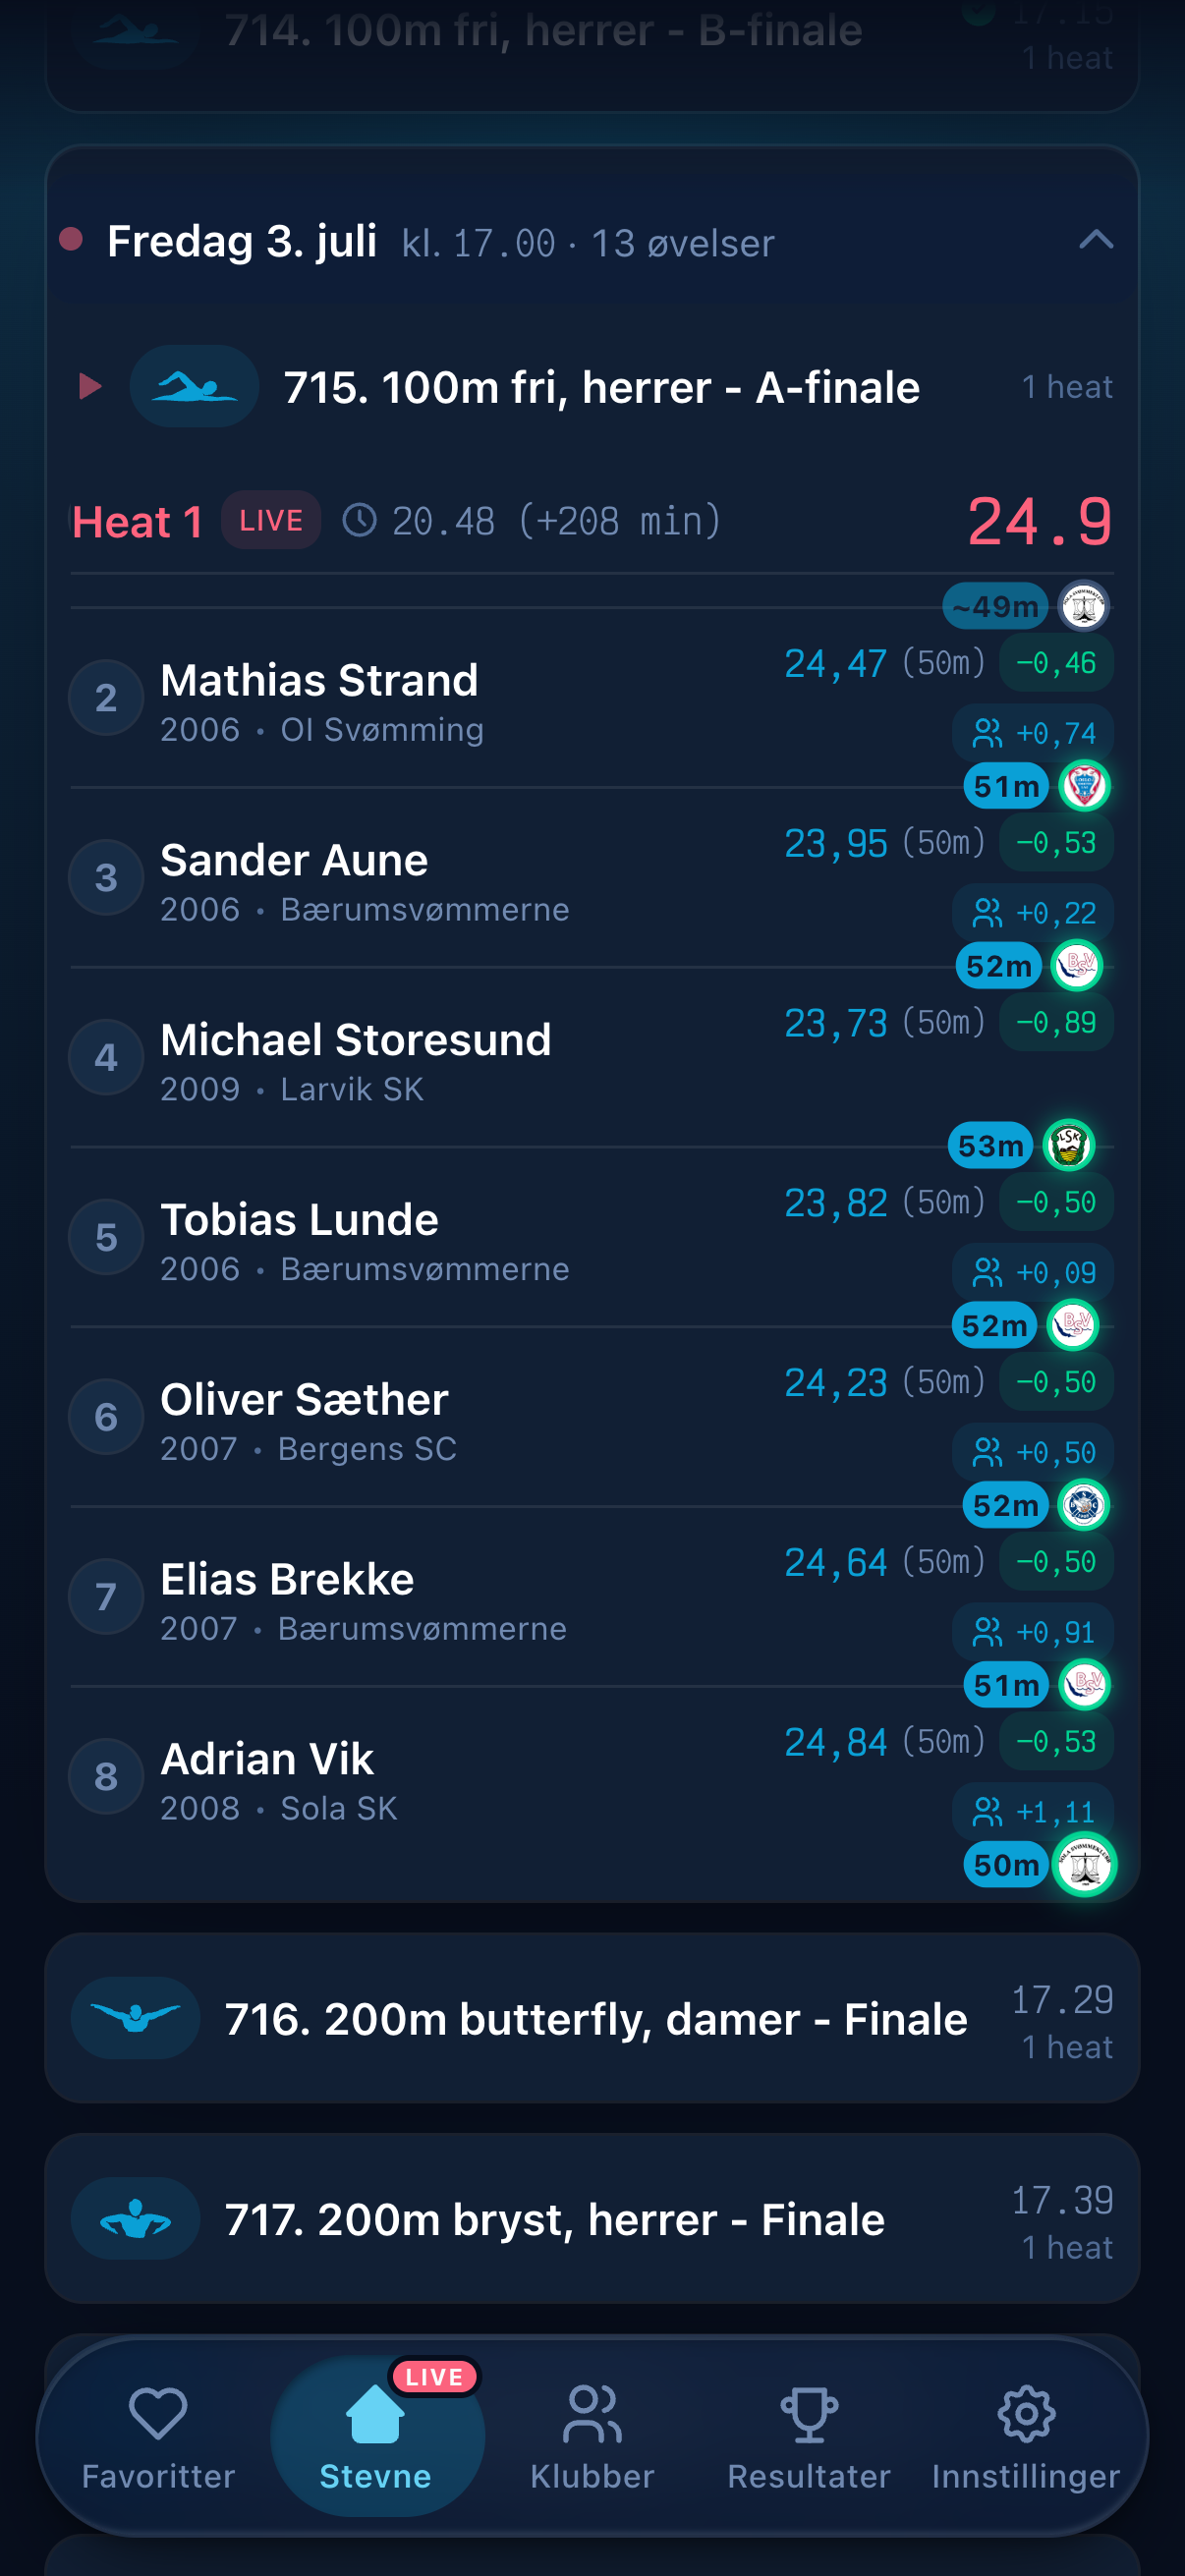 714. 100m fri, herrer - B-finale
17.15
1 heat
Fredag 3. juli kl. 17.00 · 13 øvelser
715. 100m fri, herrer - A-finale 1 heat
Heat 1 LIVE 20.48 (+208 min) 24.9
~49m
2 Mathias Strand 24,47 (50m) −0,46
2006 • OI Svømming +0,74
51m
3 Sander Aune 23,95 (50m) −0,53
2006 • Bærumsvømmerne +0,22
52m BSV
4 Michael Storesund 23,73 (50m) −0,89
2009 • Larvik SK
53m LSK
5 Tobias Lunde 23,82 (50m) −0,50
2006 • Bærumsvømmerne +0,09
52m BSV
6 Oliver Sæther 24,23 (50m) −0,50
2007 • Bergens SC +0,50
52m
7 Elias Brekke 24,64 (50m) −0,50
2007 • Bærumsvømmerne +0,91
51m BSV
8 Adrian Vik 24,84 (50m) −0,53
2008 • Sola SK +1,11
50m
716. 200m butterfly, damer - Finale 17.29
1 heat
717. 200m bryst, herrer - Finale 17.39
1 heat
LIVE
Favoritter Stevne Klubber Resultater Innstillinger